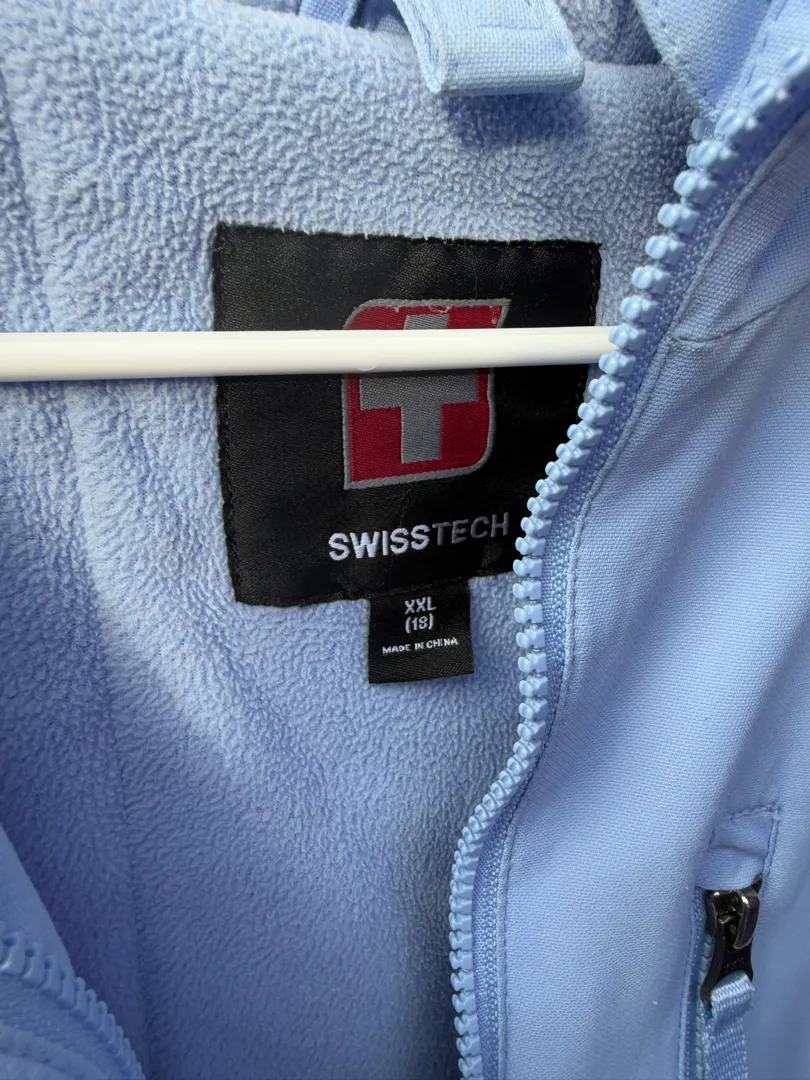 SWISSTECH
XXL
(18)
MADE IN CHINA